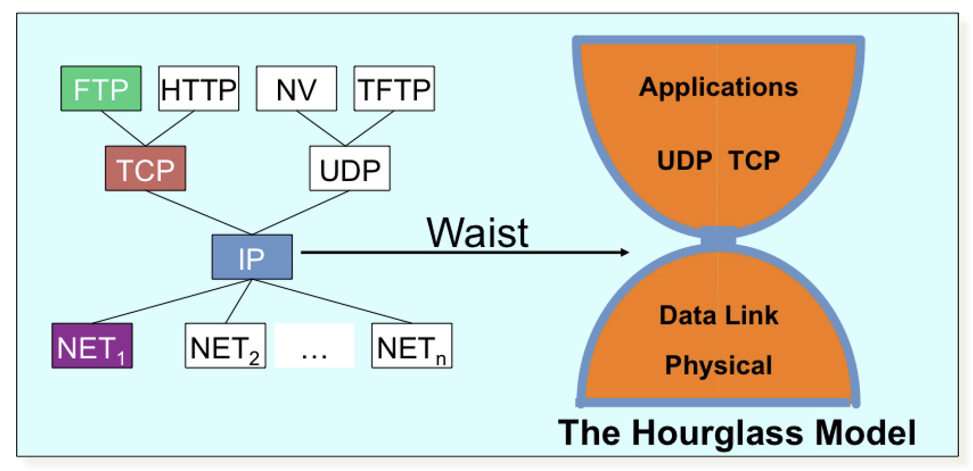 FTP HTTP NV TFTP
Applications
TCP UDP
UDP TCP
Waist
IP
NET1 NET2 ... NETn
Data Link
Physical
The Hourglass Model